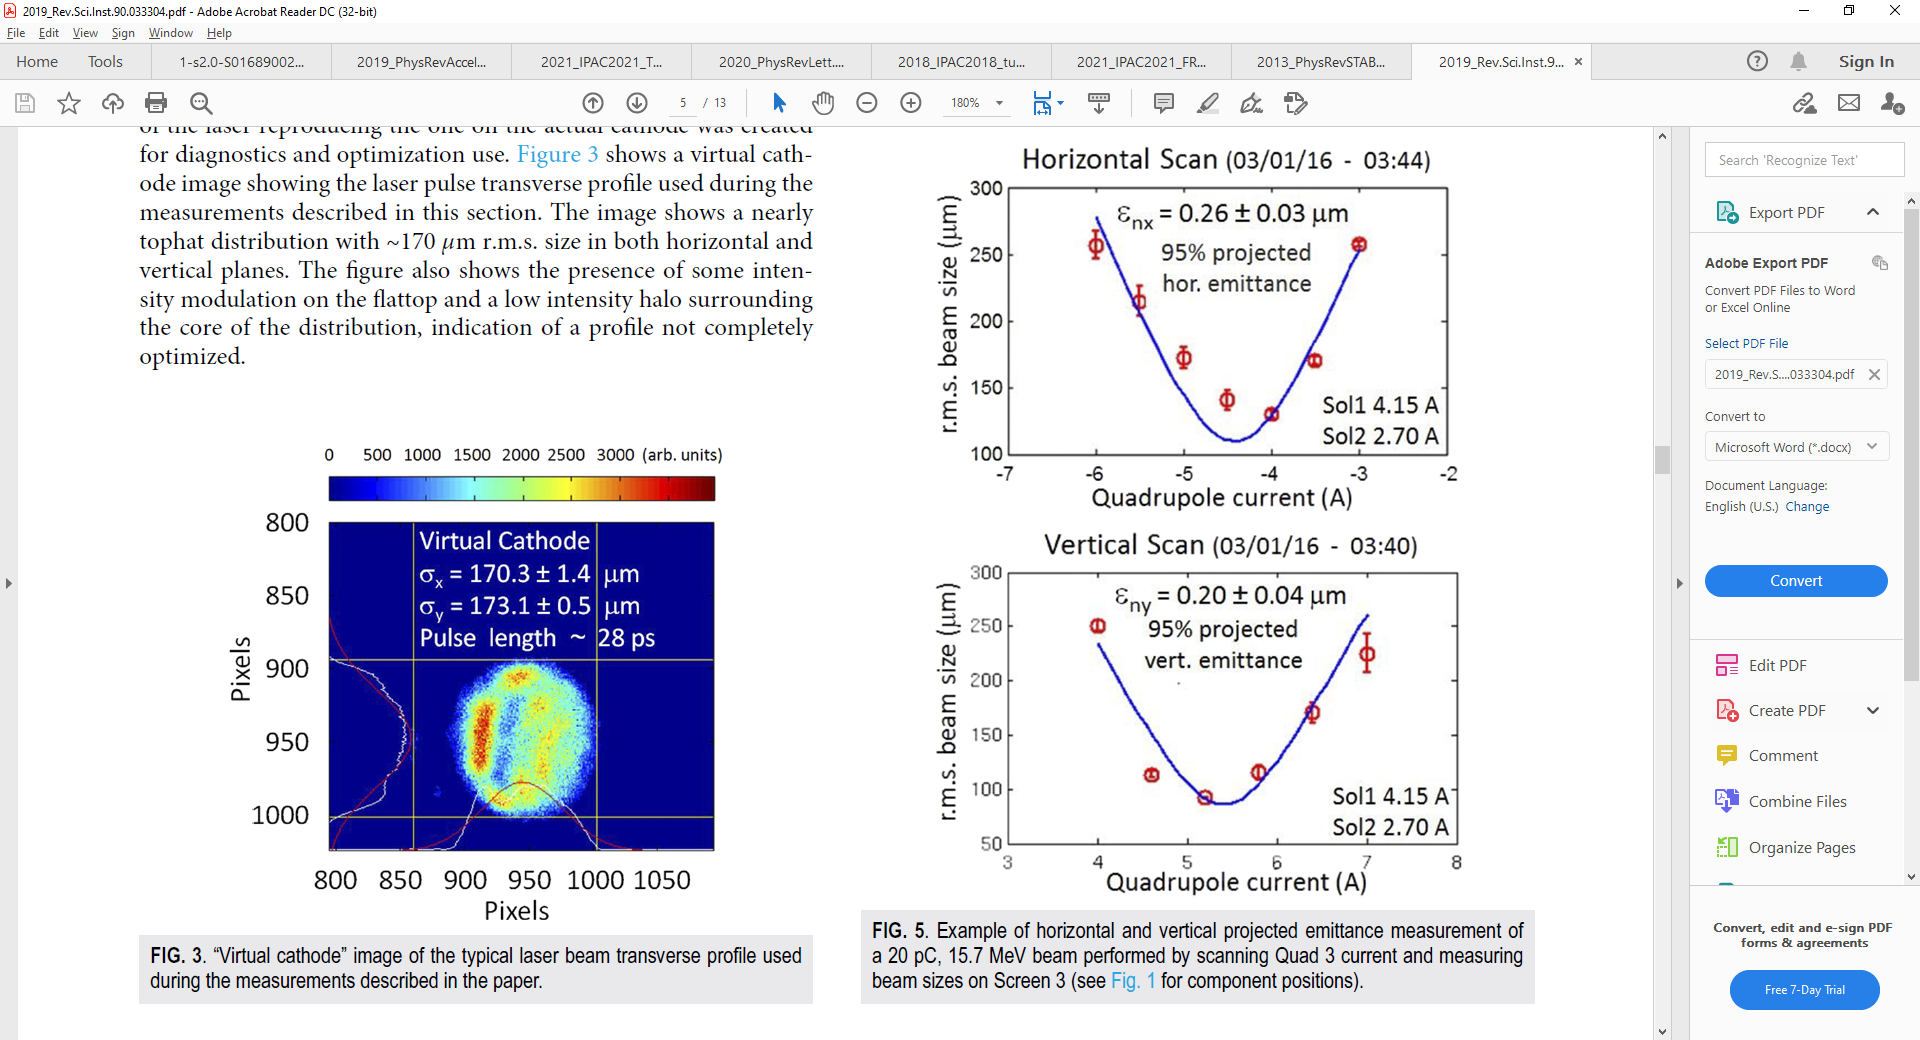 2019_Rev.Sci.Inst.90.033304.pdf - Adobe Acrobat Reader DC (32-bit)
File Edit View Sign Window Help
Home Tools 1-s2.0-S01689002... 2019_PhysRevAccel... 2021_IPAC2021_T... 2020_PhysRevLett.... 2018_IPAC2018_tu... 2021_IPAC2021_FR... 2013_PhysRevSTAB... 2019_Rev.Sci.Inst.9... Sign In
5 / 13 180%
of the laser reproducing the one on the actual cathode was created
for diagnostics and optimization use. Figure 3 shows a virtual cath-
ode image showing the laser pulse transverse profile used during the
measurements described in this section. The image shows a nearly
tophat distribution with ~170 μm r.m.s. size in both horizontal and
vertical planes. The figure also shows the presence of some inten-
sity modulation on the flattop and a low intensity halo surrounding
the core of the distribution, indication of a profile not completely
optimized.
0 500 1000 1500 2000 2500 3000 (arb. units)
Virtual Cathode
σx = 170.3 ± 1.4 μm
σy = 173.1 ± 0.5 μm
Pulse length ~ 28 ps
800
850
900
950
1000
Pixels
800 850 900 950 1000 1050
Pixels
FIG. 3. “Virtual cathode” image of the typical laser beam transverse profile used
during the measurements described in the paper.
Horizontal Scan (03/01/16 - 03:44)
εnx = 0.26 ± 0.03 μm
95% projected
hor. emittance
Sol1 4.15 A
Sol2 2.70 A
300
250
200
150
100
r.m.s. beam size (μm)
-7 -6 -5 -4 -3 -2
Quadrupole current (A)
Vertical Scan (03/01/16 - 03:40)
εny = 0.20 ± 0.04 μm
95% projected
vert. emittance
Sol1 4.15 A
Sol2 2.70 A
300
250
200
150
100
50
r.m.s. beam size (μm)
3 4 5 6 7 8
Quadrupole current (A)
FIG. 5. Example of horizontal and vertical projected emittance measurement of
a 20 pC, 15.7 MeV beam performed by scanning Quad 3 current and measuring
beam sizes on Screen 3 (see Fig. 1 for component positions).
Search 'Recognize Text'
Export PDF
Adobe Export PDF
Convert PDF Files to Word
or Excel Online
Select PDF File
2019_Rev.S....033304.pdf
Convert to
Microsoft Word (*.docx)
Document Language:
English (U.S.) Change
Convert
Edit PDF
Create PDF
Comment
Combine Files
Organize Pages
Convert, edit and e-sign PDF
forms & agreements
Free 7-Day Trial